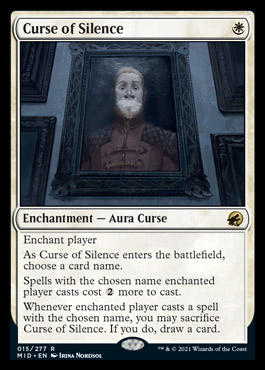 Curse of Silence
Enchantment — Aura Curse
Enchant player
As Curse of Silence enters the battlefield,
choose a card name.
Spells with the chosen name enchanted
player casts cost 2 more to cast.
Whenever enchanted player casts a spell
with the chosen name, you may sacrifice
Curse of Silence. If you do, draw a card.
015/277 R
MID • EN Irina Nordsol
™ & © 2021 Wizards of the Coast